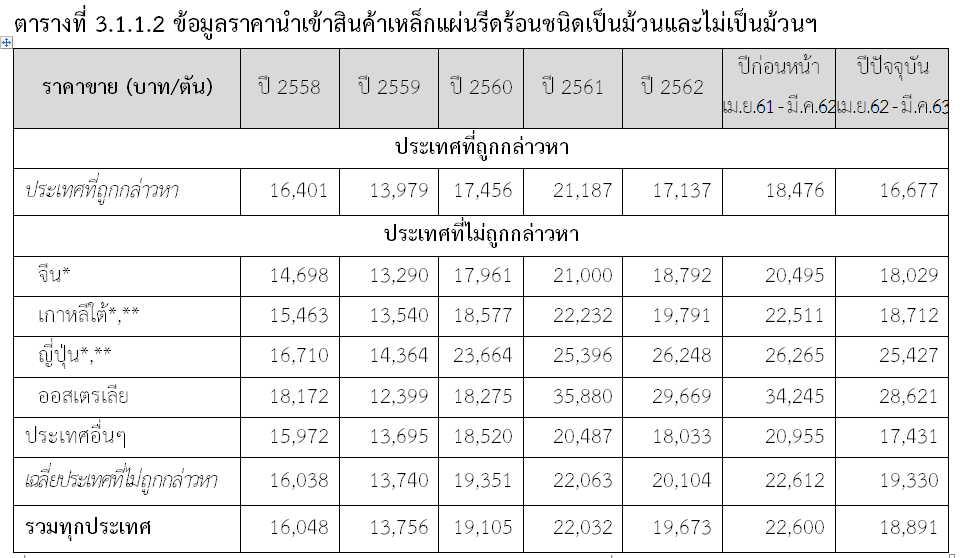 ตารางที่ 3.1.1.2 ข้อมูลราคานำเข้าสินค้าเหล็กแผ่นรีดร้อนชนิดเป็นม้วนและไม่เป็นม้วนฯ
ราคาขาย (บาท/ตัน) ปี 2558 ปี 2559 ปี 2560 ปี 2561 ปี 2562 ปีก่อนหน้า เม.ย.61 - มี.ค.62 ปีปัจจุบัน เม.ย.62 - มี.ค.63
ประเทศที่ถูกกล่าวหา
ประเทศที่ถูกกล่าวหา 16,401 13,979 17,456 21,187 17,137 18,476 16,677
ประเทศที่ไม่ถูกกล่าวหา
จีน* 14,698 13,290 17,961 21,000 18,792 20,495 18,029
เกาหลีใต้*,** 15,463 13,540 18,577 22,232 19,791 22,511 18,712
ญี่ปุ่น*,** 16,710 14,364 23,664 25,396 26,248 26,265 25,427
ออสเตรเลีย 18,172 12,399 18,275 35,880 29,669 34,245 28,621
ประเทศอื่นๆ 15,972 13,695 18,520 20,487 18,033 20,955 17,431
เฉลี่ยประเทศที่ไม่ถูกกล่าวหา 16,038 13,740 19,351 22,063 20,104 22,612 19,330
รวมทุกประเทศ 16,048 13,756 19,105 22,032 19,673 22,600 18,891